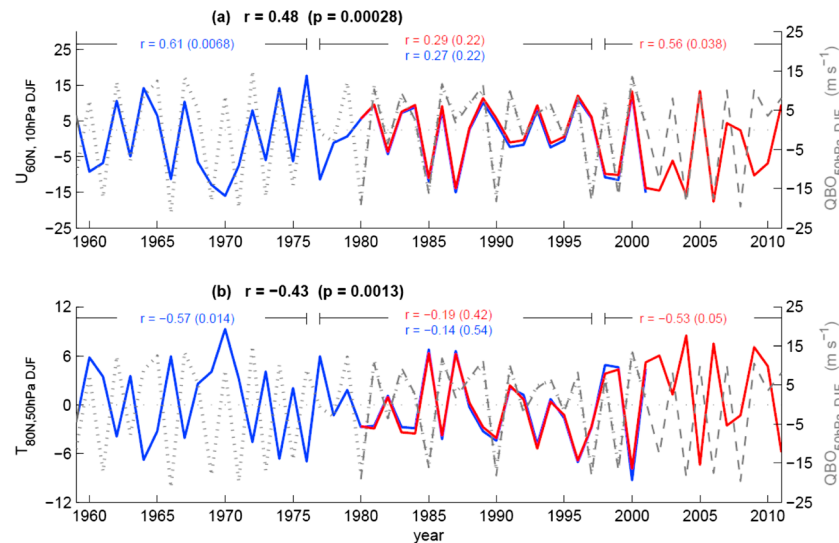 (a) r = 0.48 (p = 0.00028)
r = 0.61 (0.0068)
r = 0.29 (0.22)
r = 0.27 (0.22)
r = 0.56 (0.038)
25
15
5
-5
-15
-25
U60N, 10hPa DJF
25
15
5
-5
-15
-25
QBO50hPa DJF (m s⁻¹)
1960 1965 1970 1975 1980 1985 1990 1995 2000 2005 2010
(b) r = −0.43 (p = 0.0013)
r = −0.57 (0.014)
r = −0.19 (0.42)
r = −0.14 (0.54)
r = −0.53 (0.05)
12
6
0
-6
-12
T80N,50hPa DJF
25
15
5
-5
-15
-25
QBO50hPa DJF (m s⁻¹)
1960 1965 1970 1975 1980 1985 1990 1995 2000 2005 2010
year